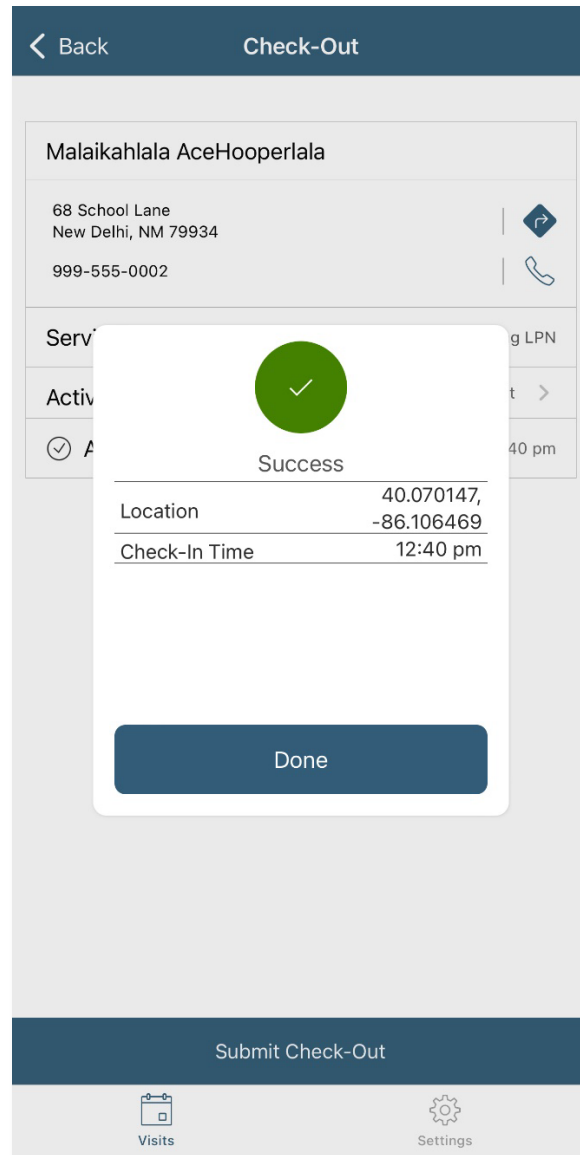 Back
Check-Out
Malaikahlala AceHooperlala
68 School Lane
New Delhi, NM 79934
999-555-0002
Servi
g LPN
Activ
t
A
40 pm
Success
Location
40.070147,
-86.106469
Check-In Time
12:40 pm
Done
Submit Check-Out
Visits
Settings